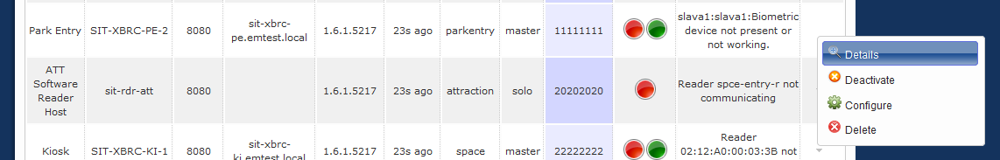 Park Entry SIT-XBRC-PE-2 8080 sit-xbrc-pe.emtest.local 1.6.1.5217 23s ago parkentry master 11111111 slava1:slava1:Biometric device not present or not working.
ATT Software Reader Host sit-rdr-att 8080 1.6.1.5217 23s ago attraction solo 20202020 Reader spce-entry-r not communicating
Kiosk SIT-XBRC-KI-1 8080 sit-xbrc-ki.emtest.local 1.6.1.5217 23s ago space master 22222222 Reader 02:12:A0:00:03:3B not
Details
Deactivate
Configure
Delete